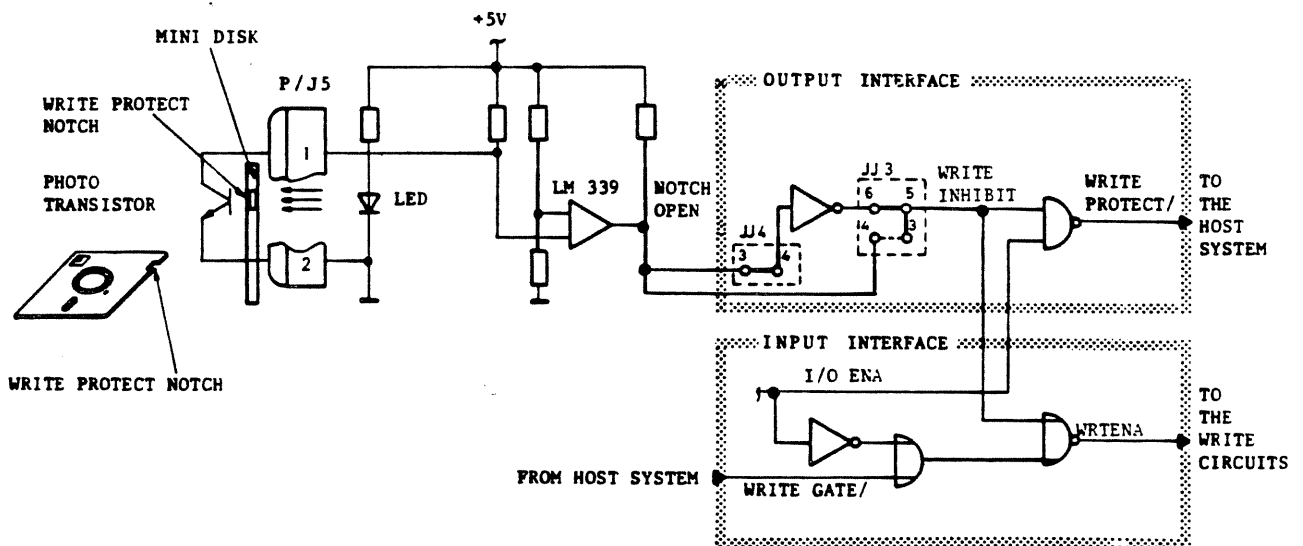 +5V
MINI DISK
P/J5
OUTPUT INTERFACE
WRITE PROTECT
NOTCH
1
JJ3
WRITE
INHIBIT
WRITE
PROTECT/
TO
THE
HOST
SYSTEM
PHOTO
TRANSISTOR
LED
LM 339
NOTCH
OPEN
6
5
4
3
JJ4
3
4
2
INPUT INTERFACE
WRITE PROTECT NOTCH
I/O ENA
TO
THE
WRITE
CIRCUITS
WRTENA
FROM HOST SYSTEM
WRITE GATE/